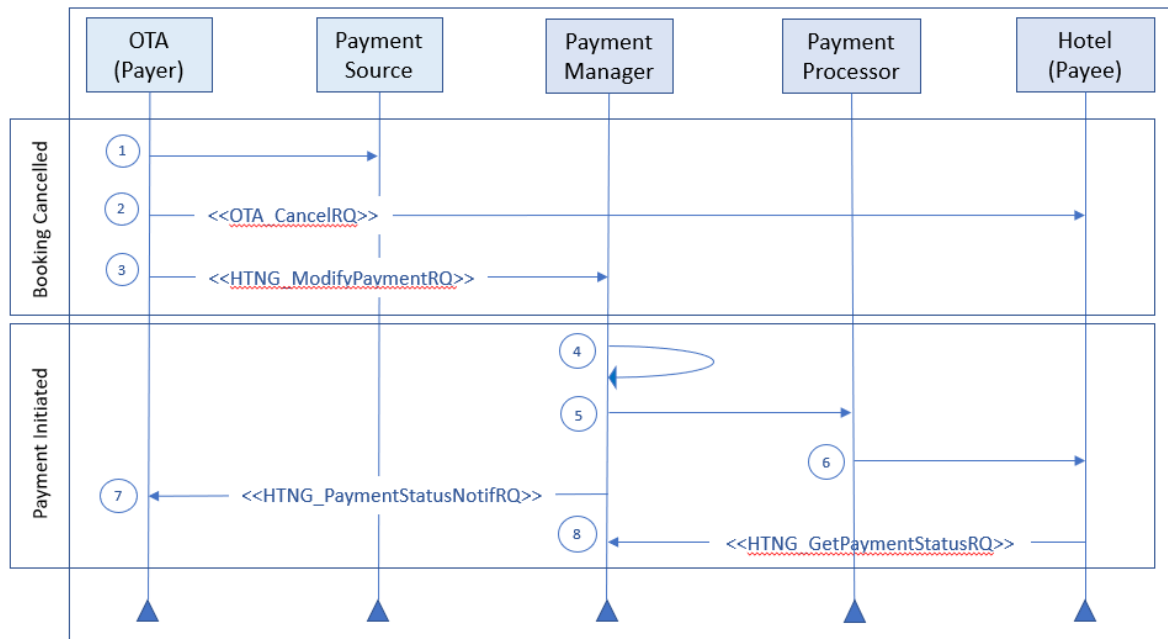 OTA
(Payer)
Payment
Source
Payment
Manager
Payment
Processor
Hotel
(Payee)
Booking Cancelled
1
2
<<OTA_CancelRQ>>
3
<<HTNG_ModifyPaymentRQ>>
Payment Initiated
4
5
6
7
<<HTNG_PaymentStatusNotifRQ>>
8
<<HTNG_GetPaymentStatusRQ>>